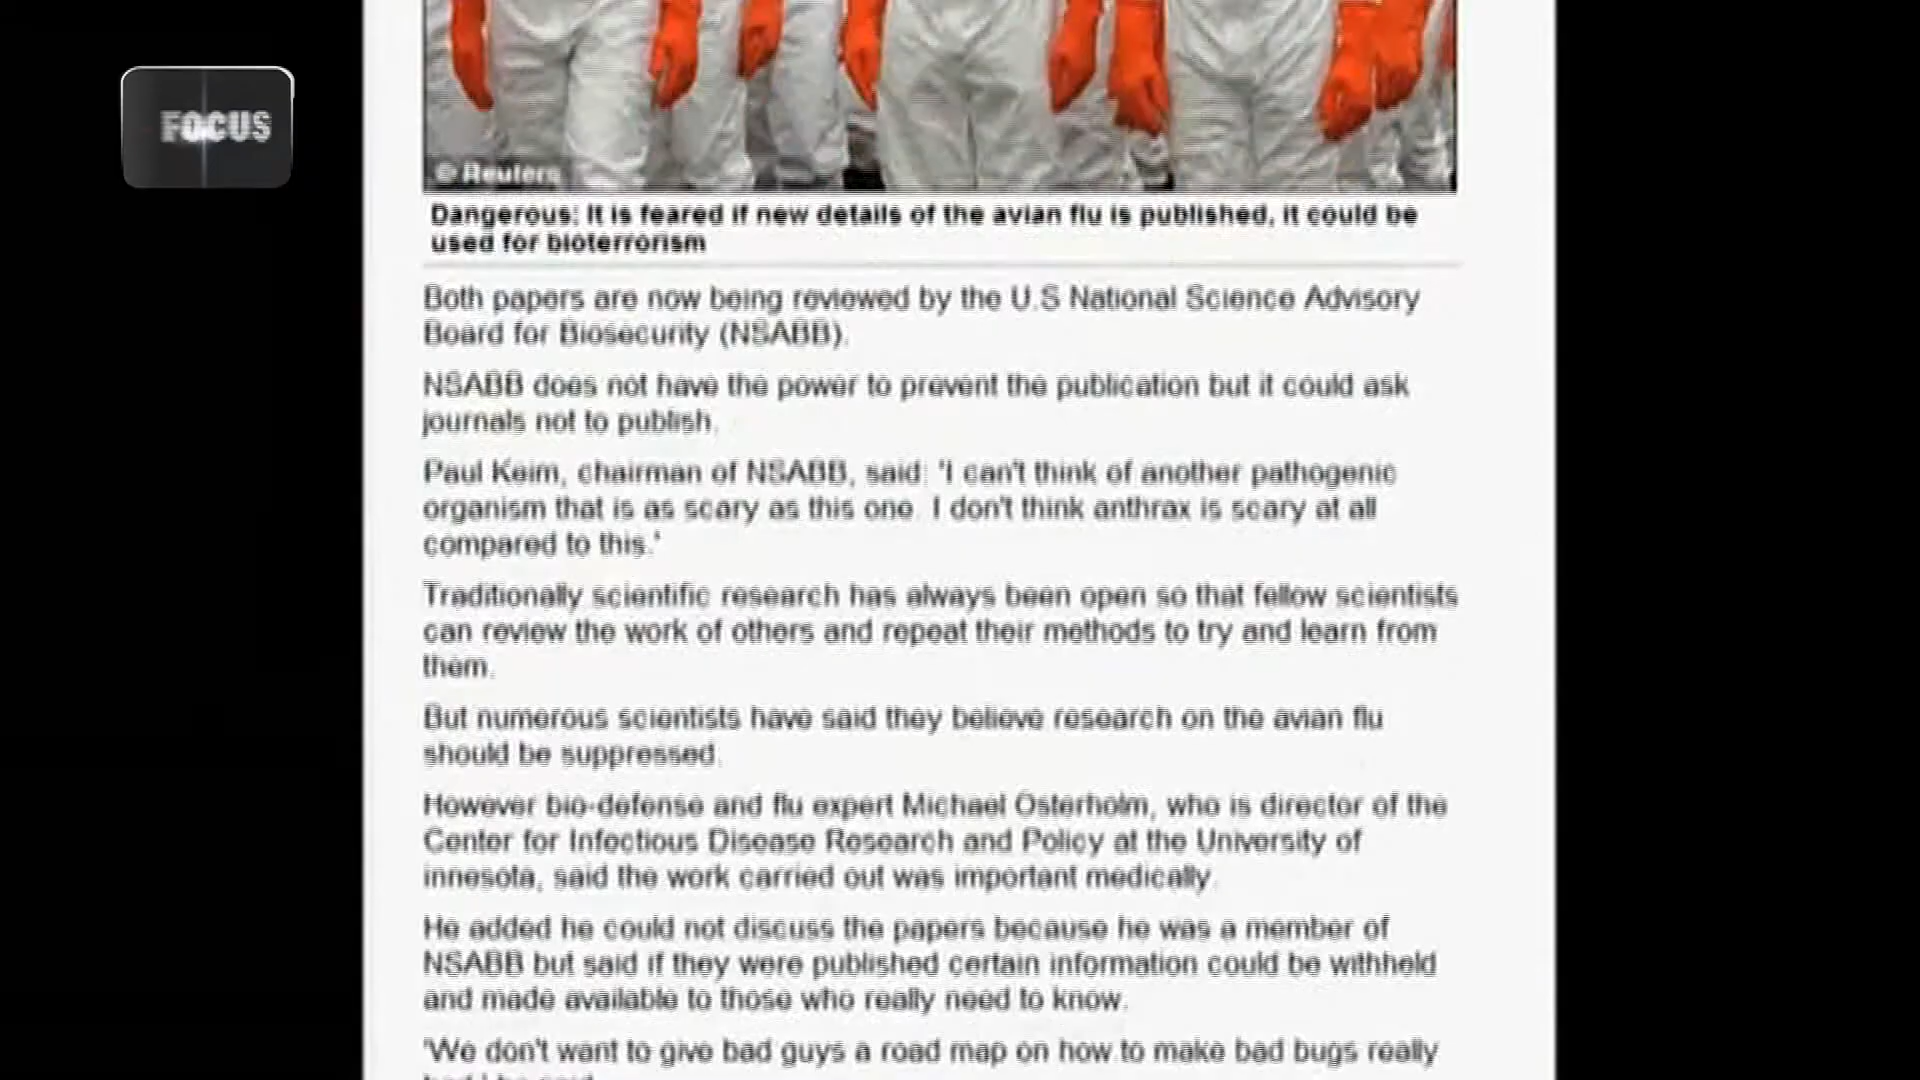 FOCUS
© Reuters
Dangerous: It is feared if new details of the avian flu is published, it could be
used for bioterrorism
Both papers are now being reviewed by the U.S National Science Advisory
Board for Biosecurity (NSABB).
NSABB does not have the power to prevent the publication but it could ask
journals not to publish.
Paul Keim, chairman of NSABB, said: 'I can't think of another pathogenic
organism that is as scary as this one. I don't think anthrax is scary at all
compared to this.'
Traditionally scientific research has always been open so that fellow scientists
can review the work of others and repeat their methods to try and learn from
them.
But numerous scientists have said they believe research on the avian flu
should be suppressed.
However bio-defense and flu expert Michael Osterholm, who is director of the
Center for Infectious Disease Research and Policy at the University of
innesota, said the work carried out was important medically.
He added he could not discuss the papers because he was a member of
NSABB but said if they were published certain information could be withheld
and made available to those who really need to know.
'We don't want to give bad guys a road map on how to make bad bugs really